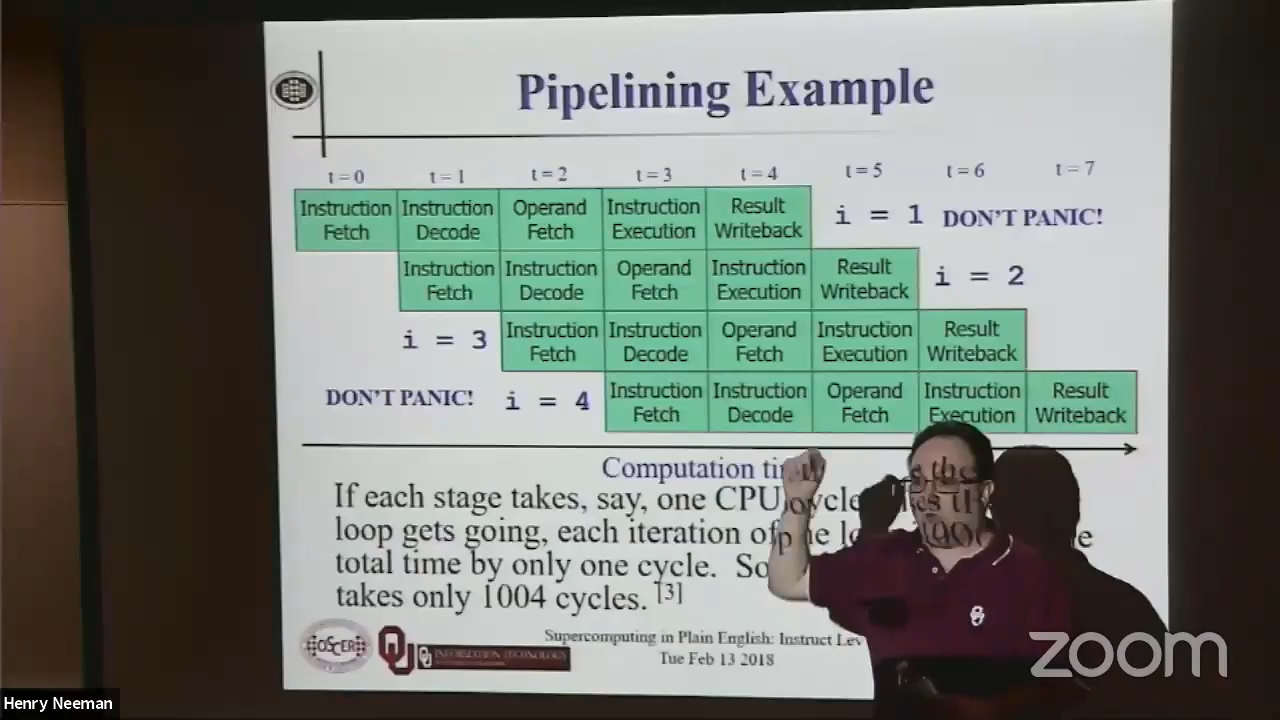 Pipelining Example
t = 0 t = 1 t = 2 t = 3 t = 4 t = 5 t = 6 t = 7
Instruction Fetch Instruction Decode Operand Fetch Instruction Execution Result Writeback i = 1 DON'T PANIC!
Instruction Fetch Instruction Decode Operand Fetch Instruction Execution Result Writeback i = 2
i = 3 Instruction Fetch Instruction Decode Operand Fetch Instruction Execution Result Writeback
DON'T PANIC! i = 4 Instruction Fetch Instruction Decode Operand Fetch Instruction Execution Result Writeback
Computation
If each stage takes, say, one CPU
loop gets going, each iteration of
total time by only one cycle. So
takes only 1004 cycles. [3]
OSCER
INFORMATION TECHNOLOGY
Supercomputing in Plain English: Instruct Lev
Tue Feb 13 2018
zoom
Henry Neeman